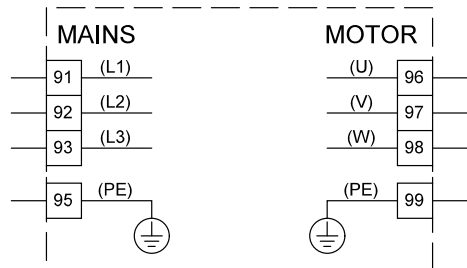 MAINS MOTOR
91 (L1) (U) 96
92 (L2) (V) 97
93 (L3) (W) 98
95 (PE) (PE) 99